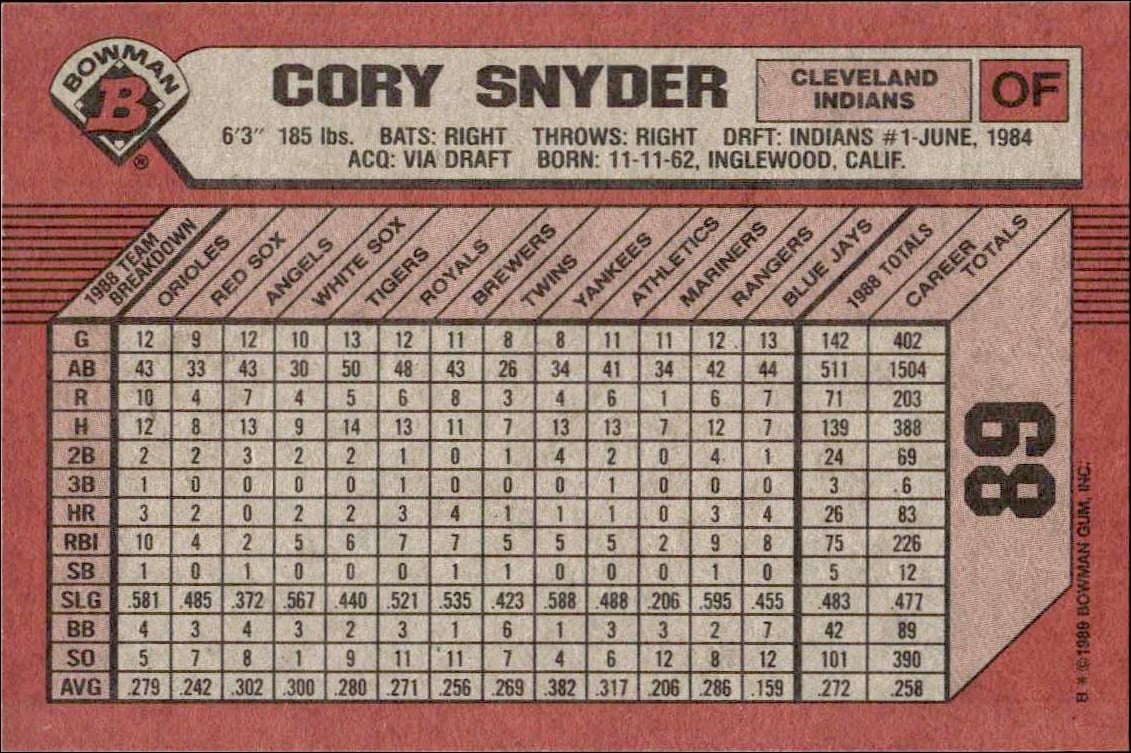 BOWMAN
B
®
CORY SNYDER
CLEVELAND
INDIANS
OF
6'3" 185 lbs. BATS: RIGHT THROWS: RIGHT DRFT: INDIANS #1-JUNE, 1984
ACQ: VIA DRAFT BORN: 11-11-62, INGLEWOOD, CALIF.
1988 TEAM
BREAKDOWN
ORIOLES
RED SOX
ANGELS
WHITE SOX
TIGERS
ROYALS
BREWERS
TWINS
YANKEES
ATHLETICS
MARINERS
RANGERS
BLUE JAYS
1988 TOTALS
CAREER
TOTALS
G 12 9 12 10 13 12 11 8 8 11 11 12 13 142 402
AB 43 33 43 30 50 48 43 26 34 41 34 42 44 511 1504
R 10 4 7 4 5 6 8 3 4 6 1 6 7 71 203
H 12 8 13 9 14 13 11 7 13 13 7 12 7 139 388
2B 2 2 3 2 2 1 0 1 4 2 0 4 1 24 69
3B 1 0 0 0 0 1 0 0 0 1 0 0 0 3 6
HR 3 2 0 2 2 3 4 1 1 1 0 3 4 26 83
RBI 10 4 2 5 6 7 7 5 5 5 2 9 8 75 226
SB 1 0 1 0 0 0 1 1 0 0 0 1 0 5 12
SLG .581 .485 .372 .567 .440 .521 .535 .423 .588 .488 .206 .595 .455 .483 .477
BB 4 3 4 3 2 3 1 6 1 3 3 2 7 42 89
SO 5 7 8 1 9 11 11 7 4 6 12 8 12 101 390
AVG .279 .242 .302 .300 .280 .271 .256 .269 .382 .317 .206 .286 .159 .272 .258
89
B * ©1989 BOWMAN GUM, INC.